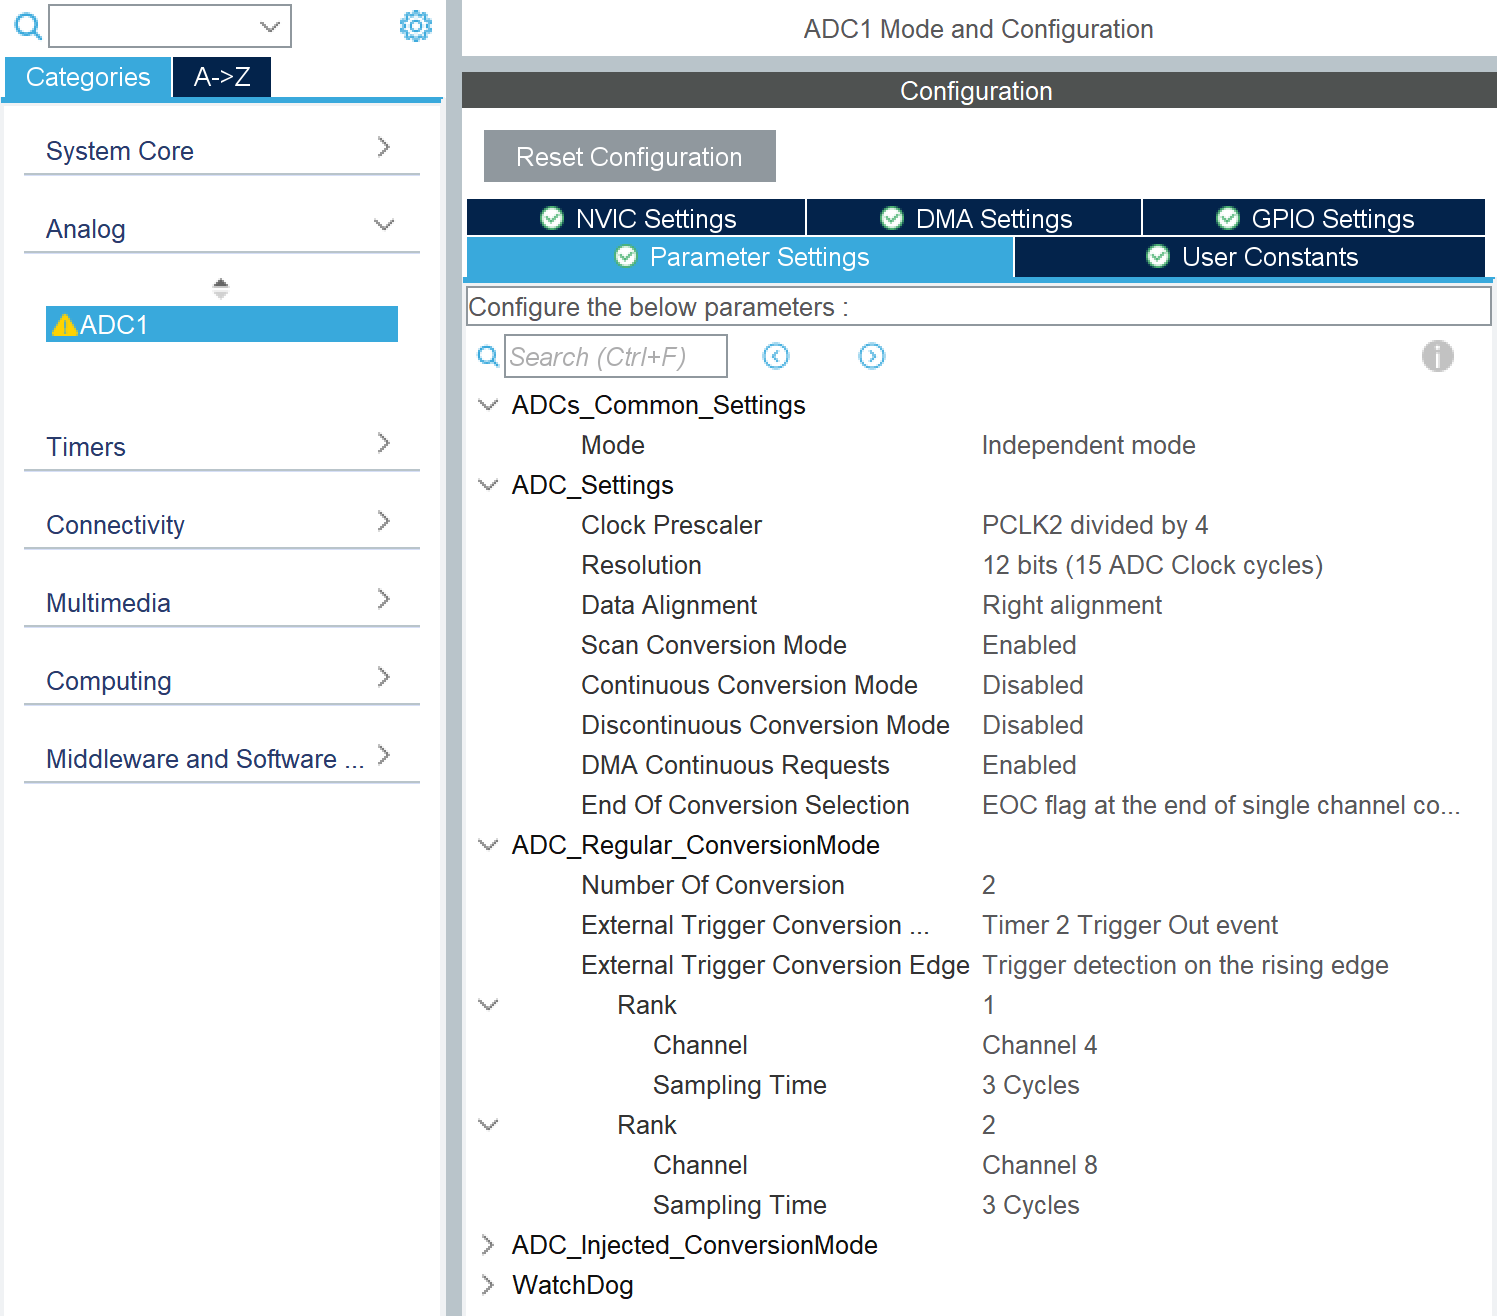 Categories
A->Z
System Core
Analog
ADC1
Timers
Connectivity
Multimedia
Computing
Middleware and Software ...
ADC1 Mode and Configuration
Configuration
Reset Configuration
NVIC Settings
DMA Settings
GPIO Settings
Parameter Settings
User Constants
Configure the below parameters :
Search (Ctrl+F)
ADCs_Common_Settings
Mode Independent mode
ADC_Settings
Clock Prescaler PCLK2 divided by 4
Resolution 12 bits (15 ADC Clock cycles)
Data Alignment Right alignment
Scan Conversion Mode Enabled
Continuous Conversion Mode Disabled
Discontinuous Conversion Mode Disabled
DMA Continuous Requests Enabled
End Of Conversion Selection EOC flag at the end of single channel co...
ADC_Regular_ConversionMode
Number Of Conversion 2
External Trigger Conversion ... Timer 2 Trigger Out event
External Trigger Conversion Edge Trigger detection on the rising edge
Rank 1
Channel Channel 4
Sampling Time 3 Cycles
Rank 2
Channel Channel 8
Sampling Time 3 Cycles
ADC_Injected_ConversionMode
WatchDog